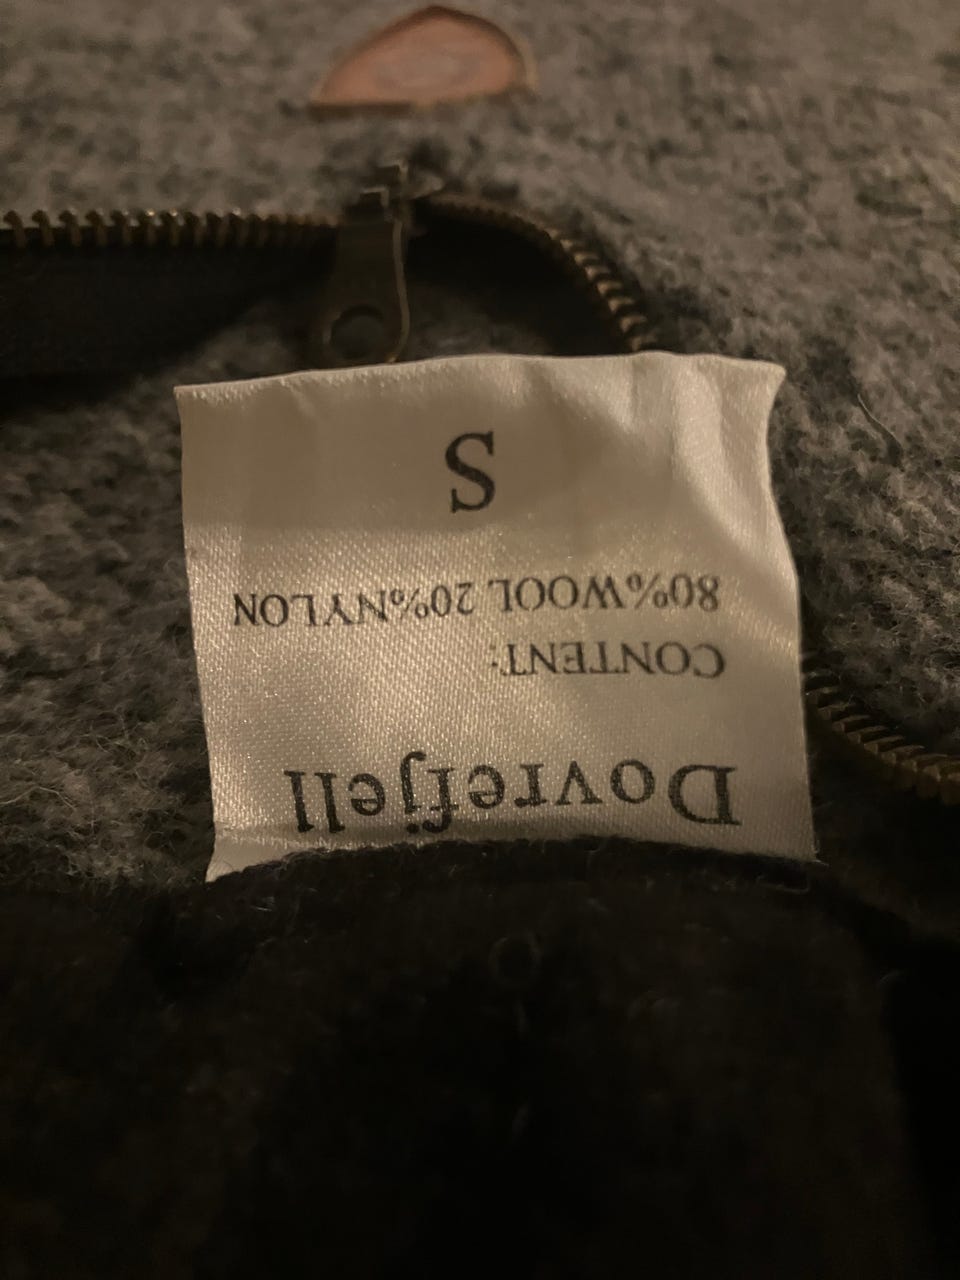 Dovrefjell
CONTENT:
80%WOOL 20%NYLON
S